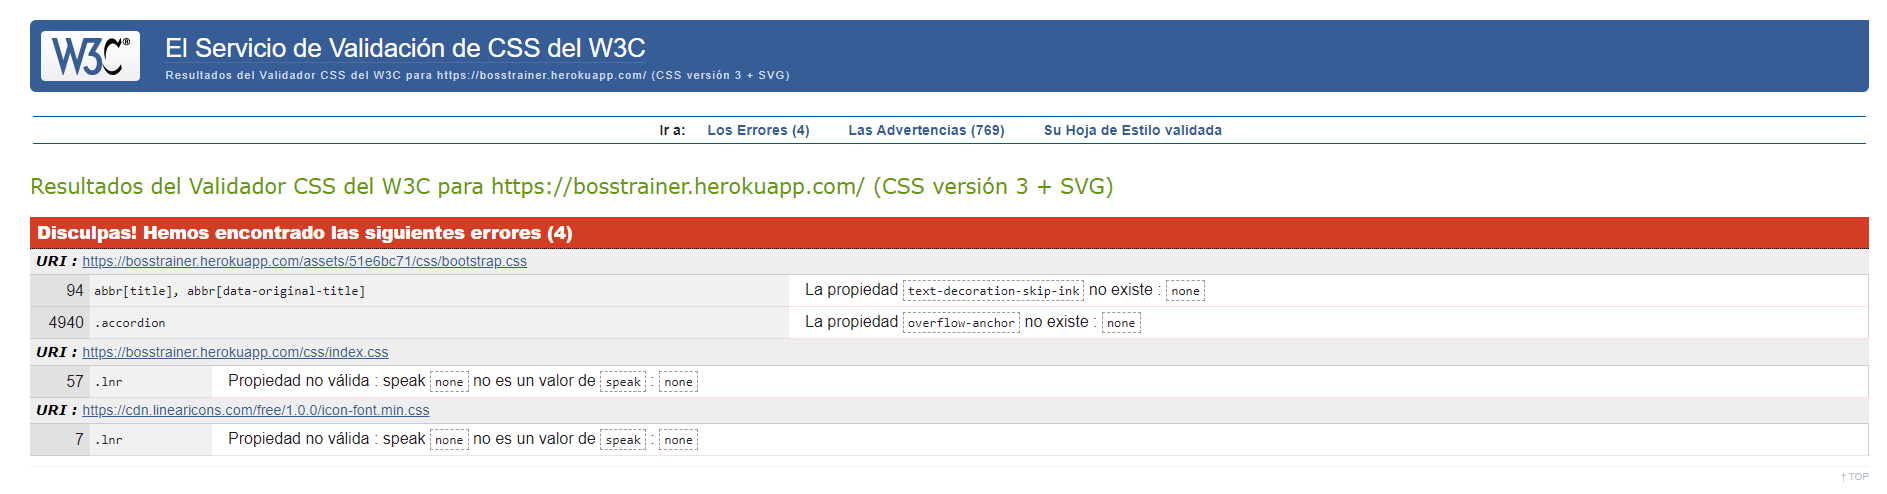 W3C®
El Servicio de Validación de CSS del W3C
Resultados del Validador CSS del W3C para https://bosstrainer.herokuapp.com/ (CSS versión 3 + SVG)
Ir a: Los Errores (4) Las Advertencias (769) Su Hoja de Estilo validada
Resultados del Validador CSS del W3C para https://bosstrainer.herokuapp.com/ (CSS versión 3 + SVG)
Disculpas! Hemos encontrado las siguientes errores (4)
URI : https://bosstrainer.herokuapp.com/assets/51e6bc71/css/bootstrap.css
94 abbr[title], abbr[data-original-title] La propiedad text-decoration-skip-ink no existe : none
4940 .accordion La propiedad overflow-anchor no existe : none
URI : https://bosstrainer.herokuapp.com/css/index.css
57 .lnr Propiedad no válida : speak none no es un valor de speak : none
URI : https://cdn.linearicons.com/free/1.0.0/icon-font.min.css
7 .lnr Propiedad no válida : speak none no es un valor de speak : none
↑ TOP